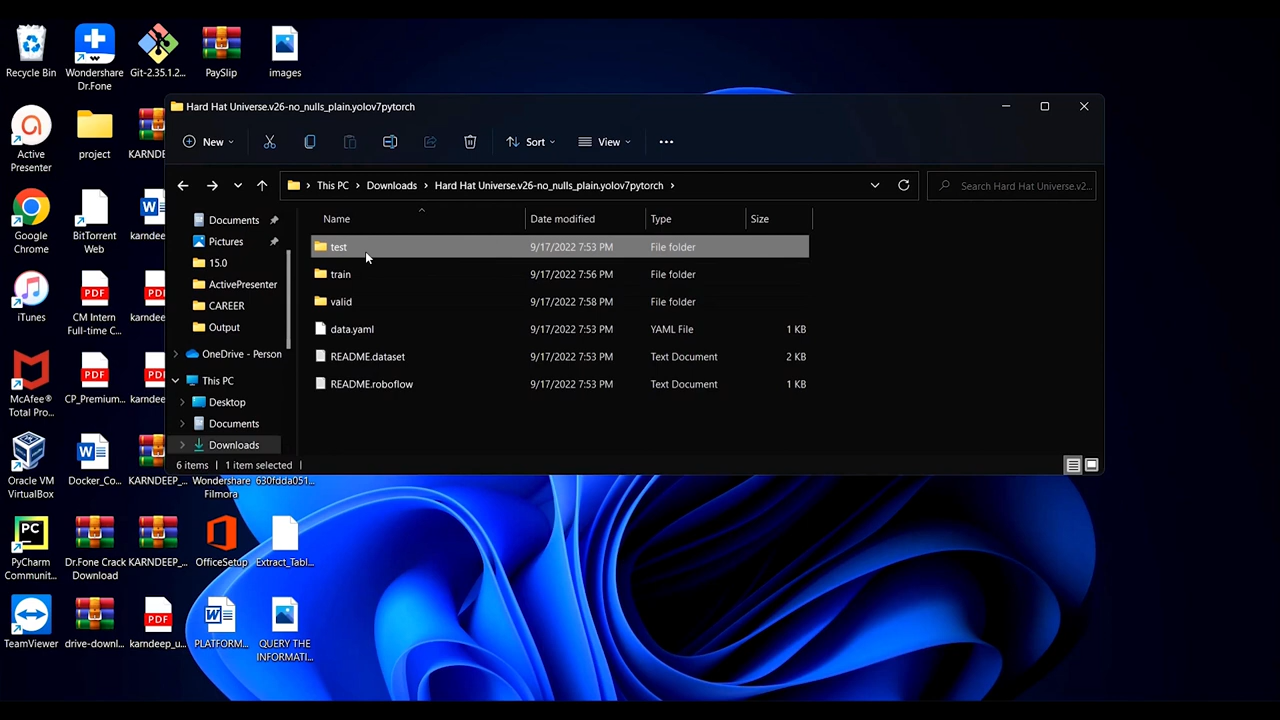 Recycle Bin
Wondershare
Dr.Fone
Git-2.35.1.2...
PaySlip
images
Active
Presenter
project
KARNDE
Google
Chrome
BitTorrent
Web
karndee
iTunes
CM Intern
Full-time C...
karndee
McAfee®
Total Pro...
CP_Premium...
karndee
Oracle VM
VirtualBox
Docker_Co...
KARNDEEP_...
Wondershare
Filmora
630fdda051...
PyCharm
Communit...
Dr.Fone Crack
Download
KARNDEEP_...
OfficeSetup
Extract_Tabl...
TeamViewer
drive-downl...
karndeep_u...
PLATFORM...
QUERY THE
INFORMATI...
Hard Hat Universe.v26-no_nulls_plain.yolov7pytorch
New
Sort
View
This PC > Downloads > Hard Hat Universe.v26-no_nulls_plain.yolov7pytorch >
Search Hard Hat Universe.v2...
Documents
Pictures
15.0
ActivePresenter
CAREER
Output
OneDrive - Person
This PC
Desktop
Documents
Downloads
Name Date modified Type Size
test 9/17/2022 7:53 PM File folder
train 9/17/2022 7:56 PM File folder
valid 9/17/2022 7:58 PM File folder
data.yaml 9/17/2022 7:53 PM YAML File 1 KB
README.dataset 9/17/2022 7:53 PM Text Document 2 KB
README.roboflow 9/17/2022 7:53 PM Text Document 1 KB
6 items | 1 item selected |